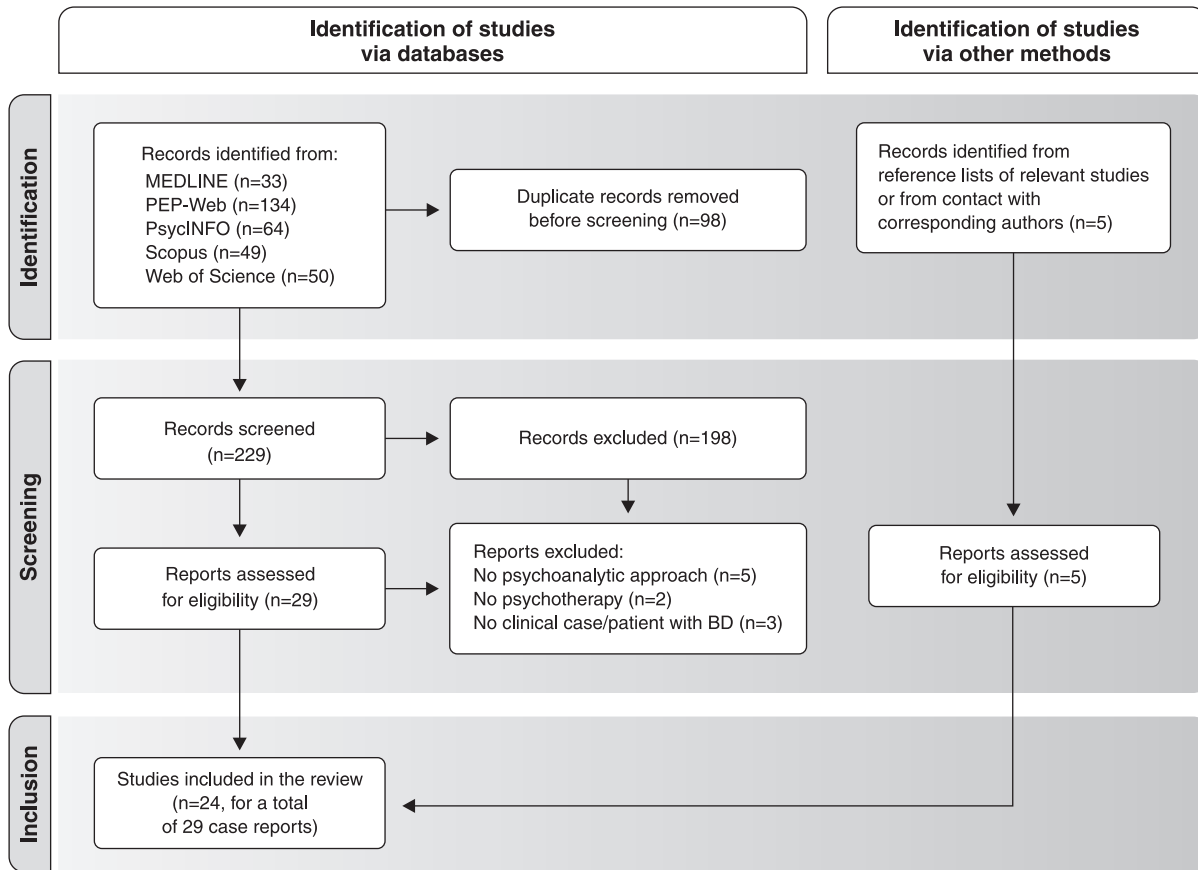 Identification of studies
via databases
Identification of studies
via other methods
Identification
Records identified from:
MEDLINE (n=33)
PEP-Web (n=134)
PsycINFO (n=64)
Scopus (n=49)
Web of Science (n=50)
Duplicate records removed
before screening (n=98)
Records identified from
reference lists of relevant studies
or from contact with
corresponding authors (n=5)
Screening
Records screened
(n=229)
Records excluded (n=198)
Reports assessed
for eligibility (n=29)
Reports excluded:
No psychoanalytic approach (n=5)
No psychotherapy (n=2)
No clinical case/patient with BD (n=3)
Reports assessed
for eligibility (n=5)
Inclusion
Studies included in the review
(n=24, for a total
of 29 case reports)